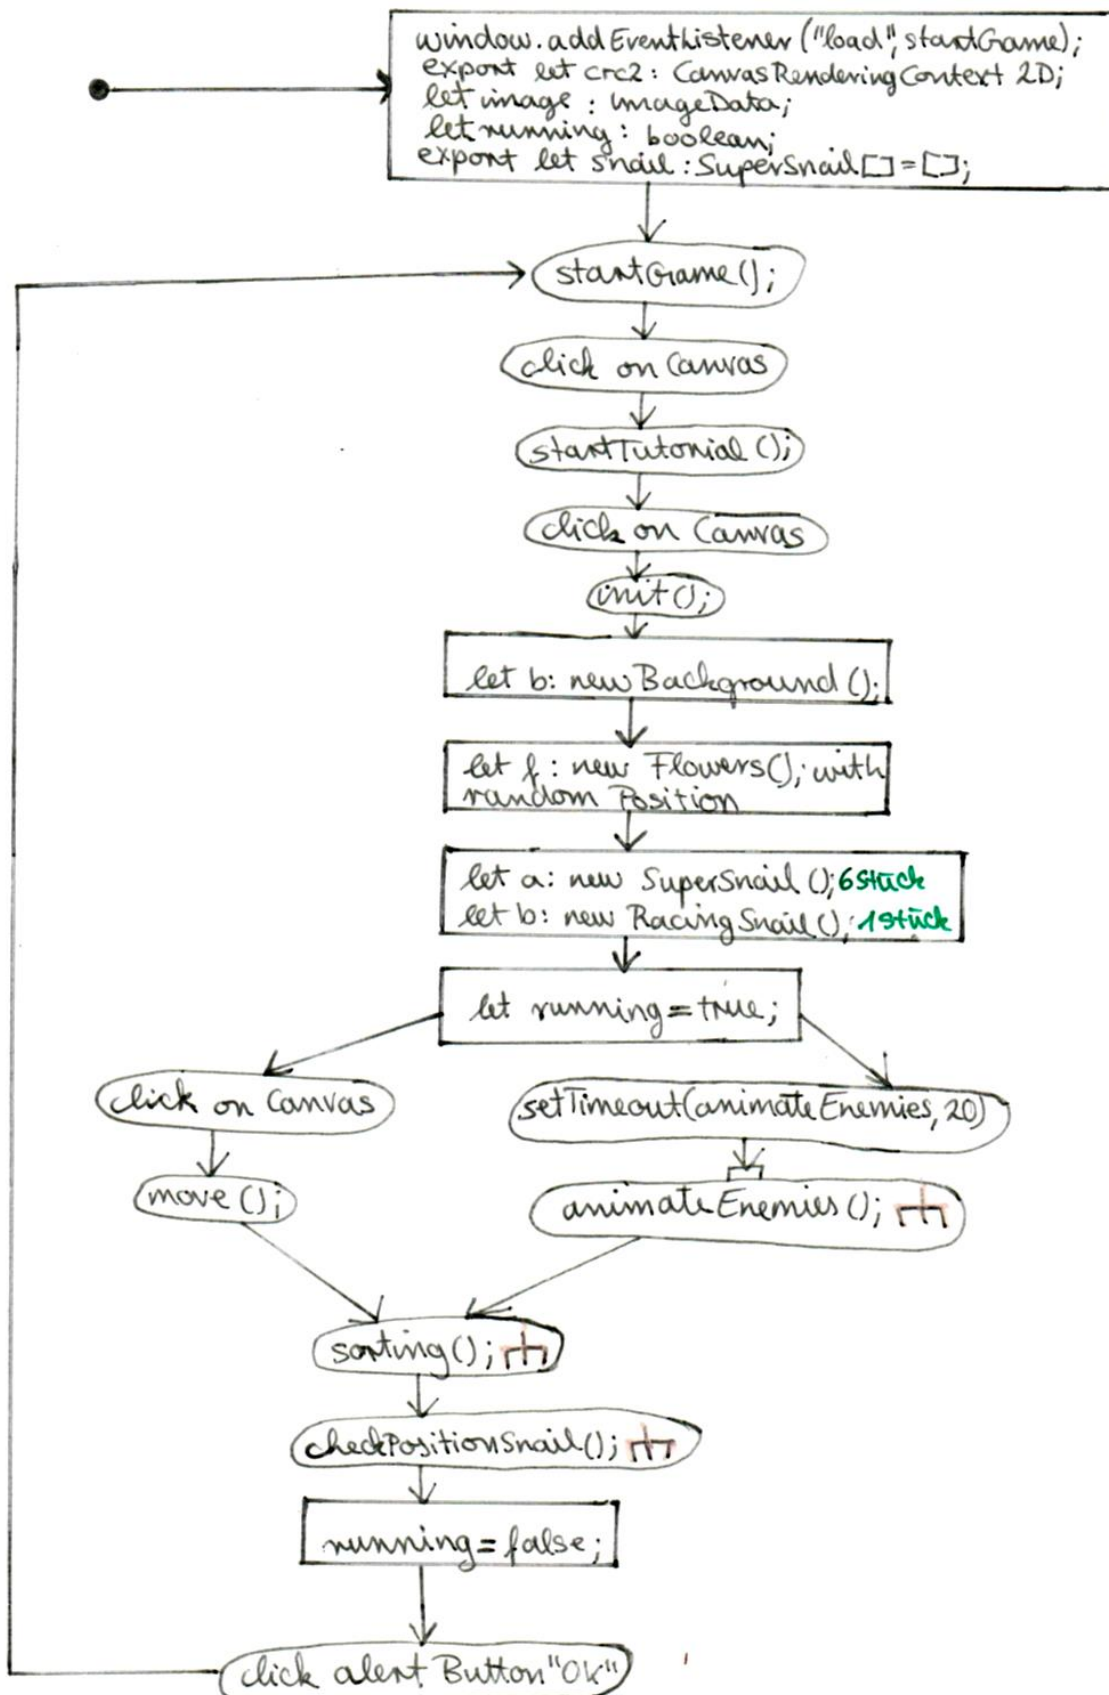 window.addEventListener("load", startGame);
export let crc2: CanvasRenderingContext 2D;
let image: imageData;
let running: boolean;
export let snail: SuperSnail[]=[];
startGame();
click on Canvas
startTutorial();
click on Canvas
init();
let b: new Background();
let f: new Flowers(); with
random Position
let a: new SuperSnail(); 6 Stück
let b: new RacingSnail(); 1 Stück
let running=true;
click on Canvas
setTimeout(animateEnemies, 20)
move();
animateEnemies();
sorting();
checkPositionSnail();
running=false;
click alert Button "OK"